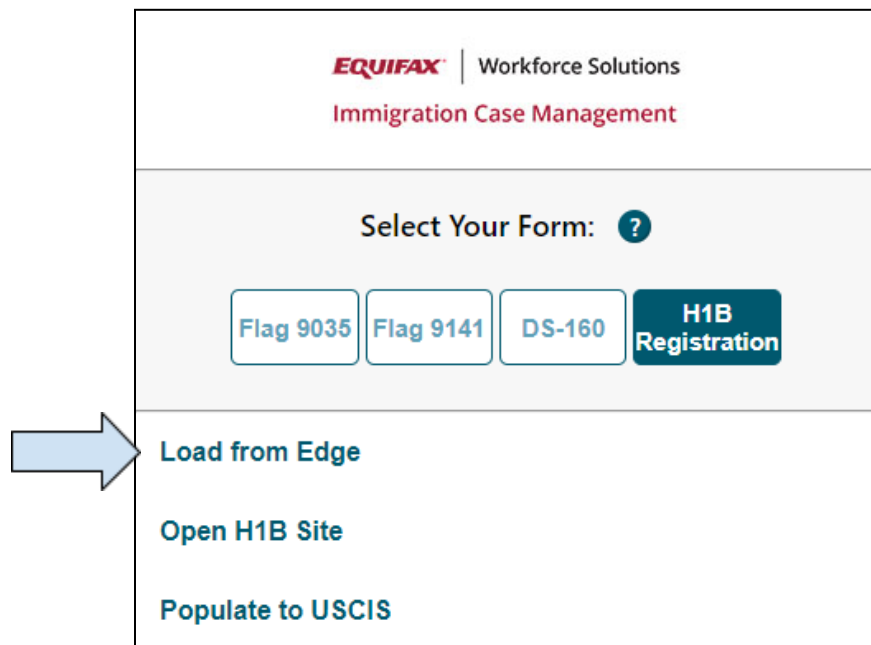 EQUIFAX | Workforce Solutions
Immigration Case Management
Select Your Form: ?
Flag 9035 Flag 9141 DS-160 H1B Registration
Load from Edge
Open H1B Site
Populate to USCIS